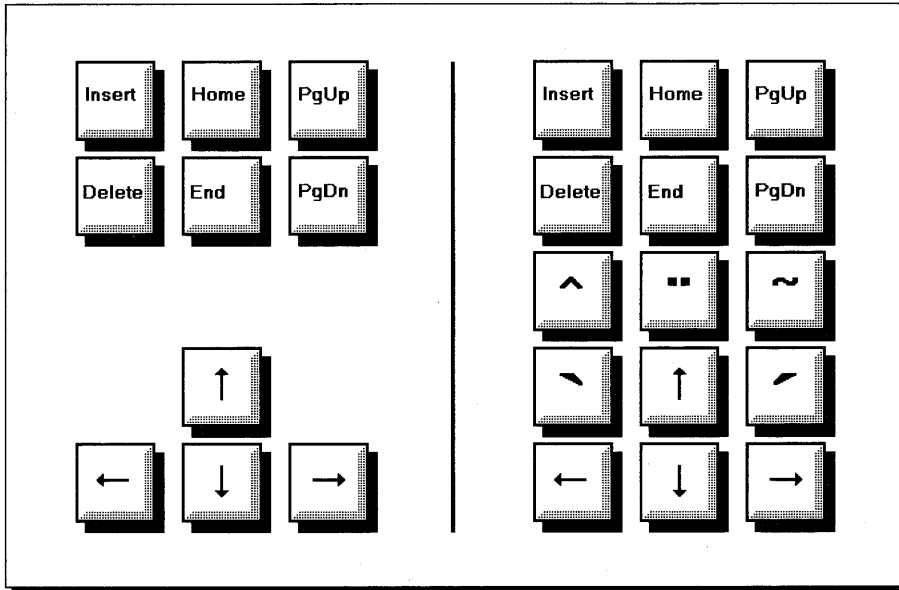 Insert Home PgUp
Delete End PgDn
↑
← ↓ →
Insert Home PgUp
Delete End PgDn
^ " ~
` ↑ ´
← ↓ →